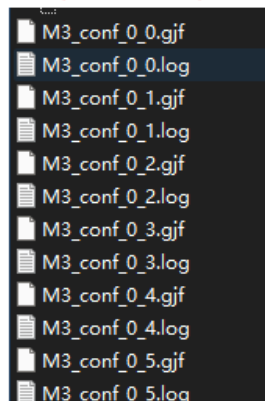 M3_conf_0_0.gjf
M3_conf_0_0.log
M3_conf_0_1.gjf
M3_conf_0_1.log
M3_conf_0_2.gjf
M3_conf_0_2.log
M3_conf_0_3.gjf
M3_conf_0_3.log
M3_conf_0_4.gjf
M3_conf_0_4.log
M3_conf_0_5.gjf
M3_conf_0_5.log